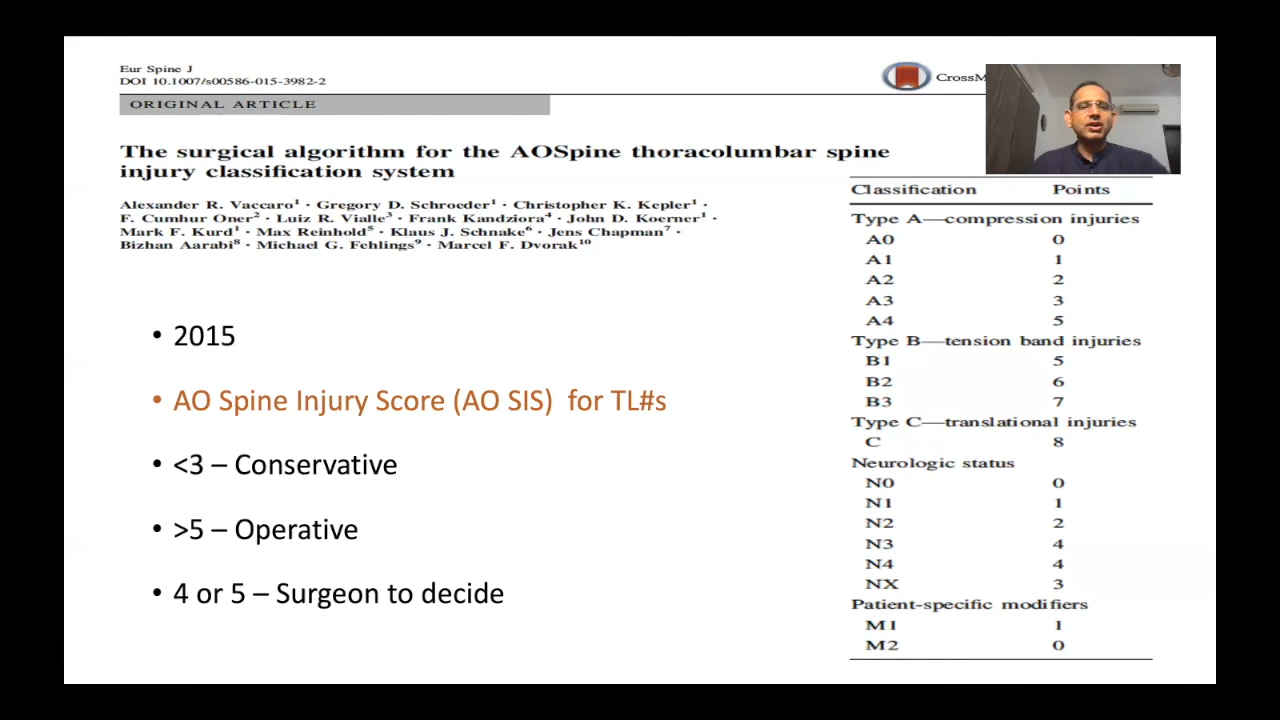 Eur Spine J
DOI 10.1007/s00586-015-3982-2
CrossM
ORIGINAL ARTICLE
The surgical algorithm for the AOSpine thoracolumbar spine
injury classification system
Alexander R. Vaccaro1 · Gregory D. Schroeder1 · Christopher K. Kepler1 ·
F. Cumhur Oner2 · Luiz R. Vialle3 · Frank Kandziora4 · John D. Koerner1 ·
Mark F. Kurd1 · Max Reinhold5 · Klaus J. Schnake6 · Jens Chapman7 ·
Bizhan Aarabi8 · Michael G. Fehlings9 · Marcel F. Dvorak10
• 2015
• AO Spine Injury Score (AO SIS) for TL#s
• <3 – Conservative
• >5 – Operative
• 4 or 5 – Surgeon to decide
Classification Points
Type A—compression injuries
A0 0
A1 1
A2 2
A3 3
A4 5
Type B—tension band injuries
B1 5
B2 6
B3 7
Type C—translational injuries
C 8
Neurologic status
N0 0
N1 1
N2 2
N3 4
N4 4
NX 3
Patient-specific modifiers
M1 1
M2 0